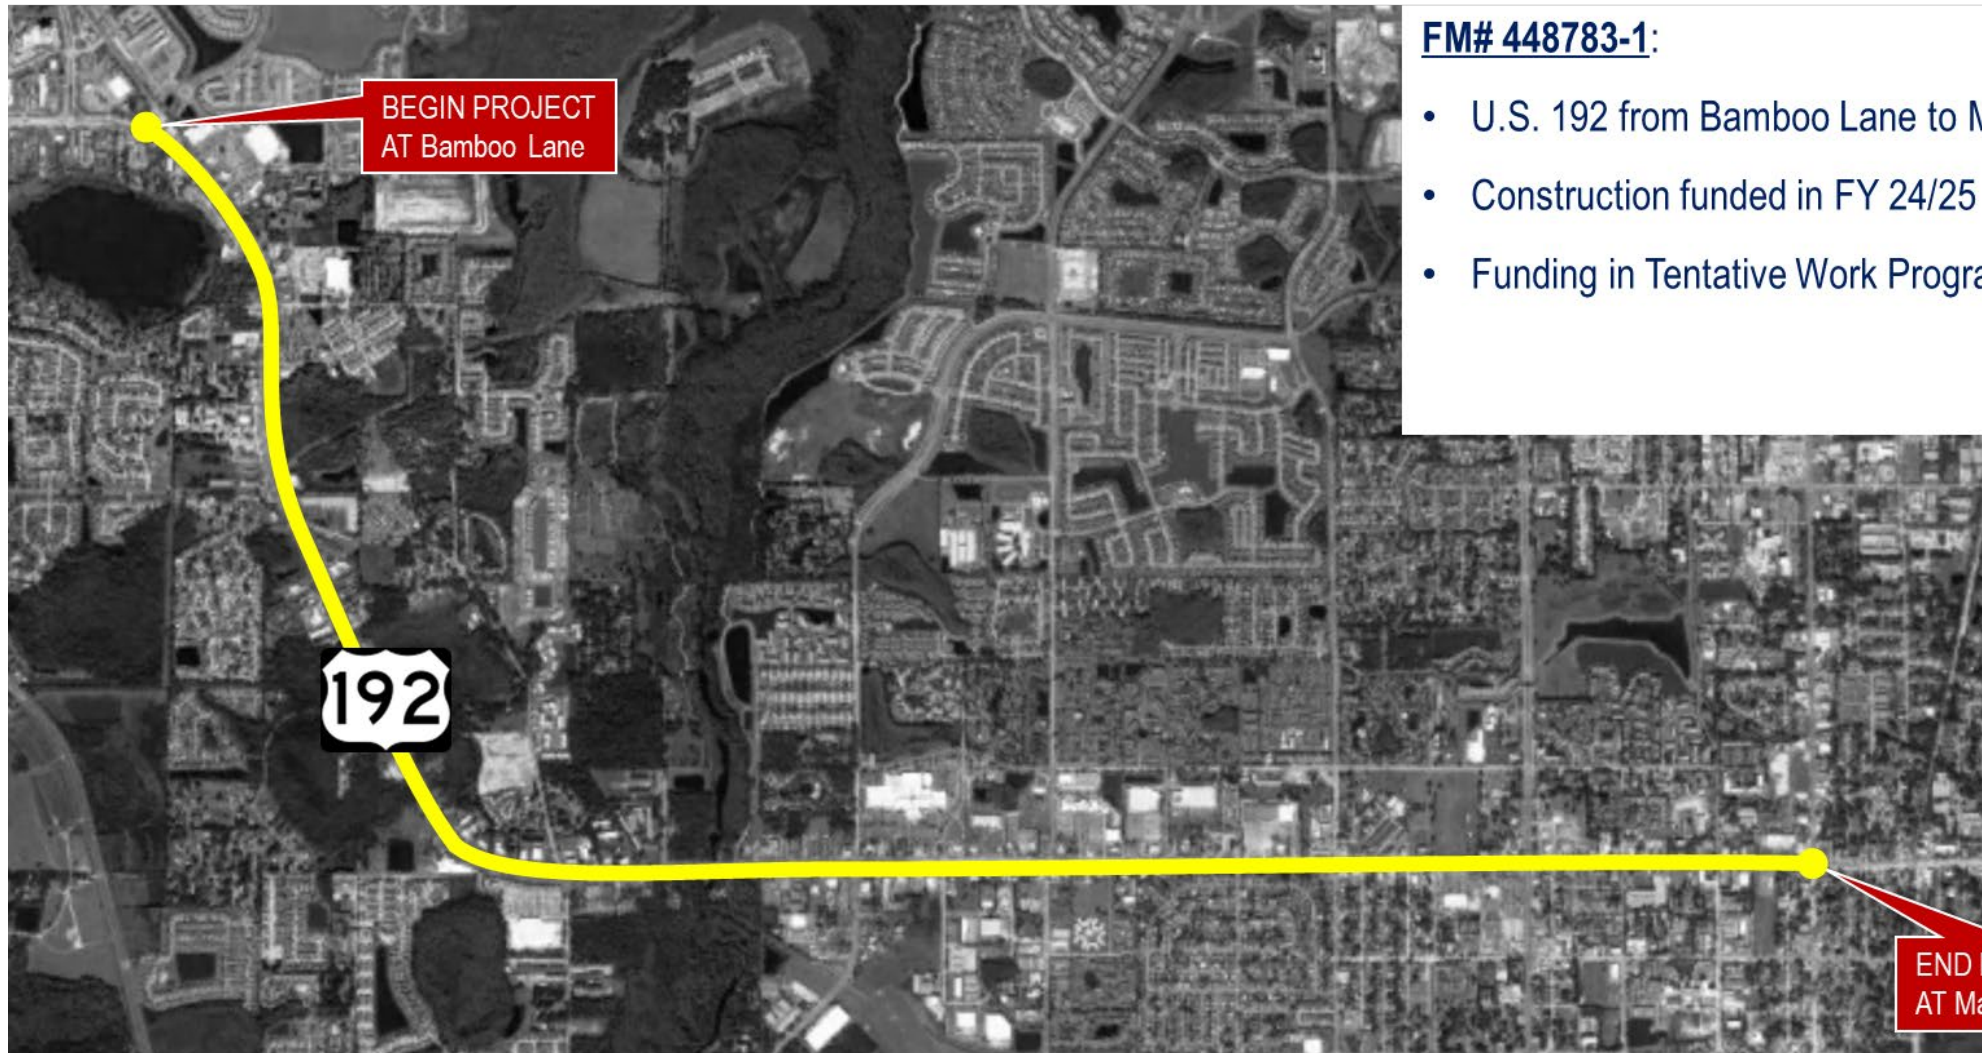 FM# 448783-1:
• U.S. 192 from Bamboo Lane to
• Construction funded in FY 24/25
• Funding in Tentative Work
BEGIN PROJECT
AT Bamboo Lane
192
END
AT